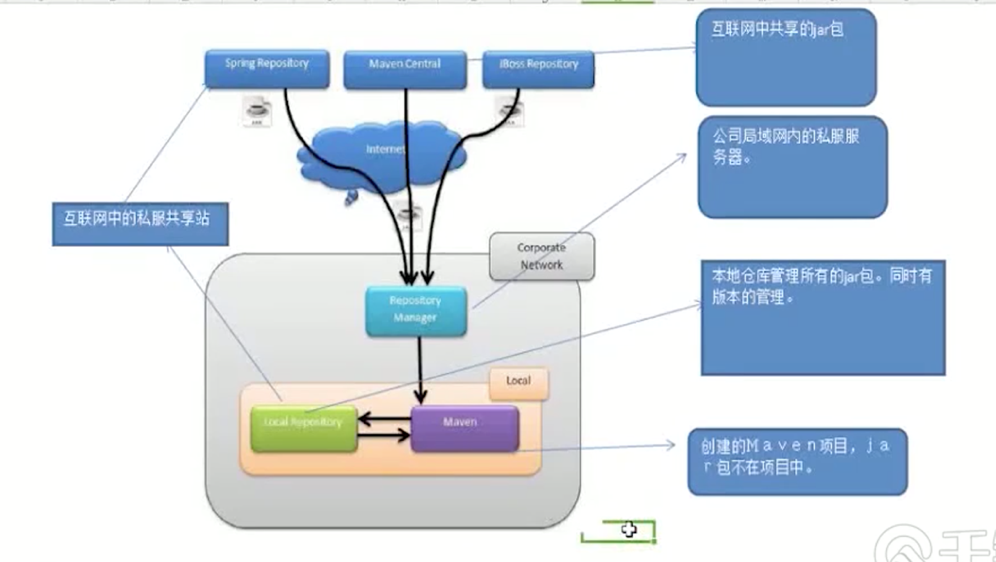 Spring Repository
Maven Central
JBoss Repository
互联网中共享的jar包
Internet
公司局域网内的私服服
务器。
互联网中的私服共享站
Corporate
Network
Repository
Manager
本地仓库管理所有的jar包。同时有
版本的管理。
Local
Local Repository
Maven
创建的Ｍａｖｅｎ项目，ｊａ
ｒ包不在项目中。